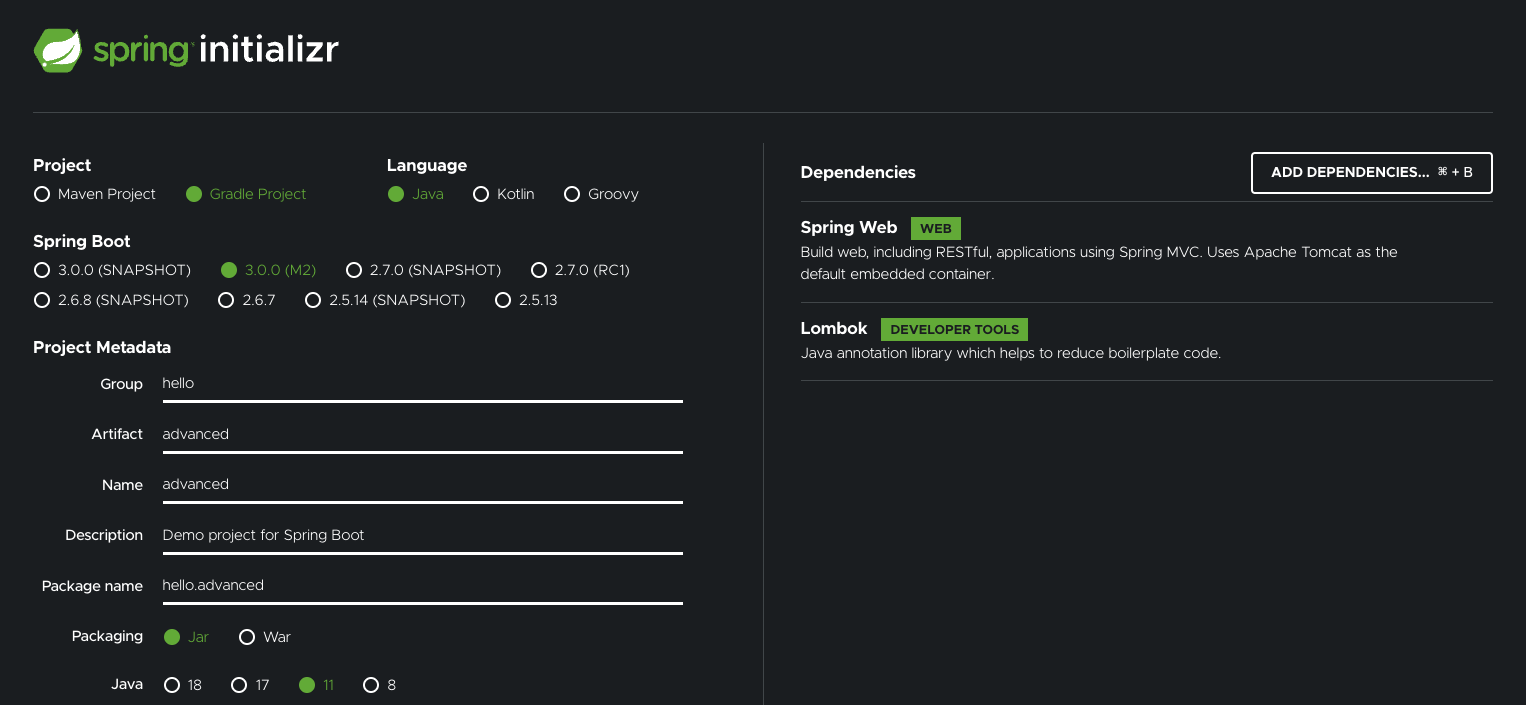 spring initializr
Project
Maven Project Gradle Project
Language
Java Kotlin Groovy
Spring Boot
3.0.0 (SNAPSHOT) 3.0.0 (M2) 2.7.0 (SNAPSHOT) 2.7.0 (RC1)
2.6.8 (SNAPSHOT) 2.6.7 2.5.14 (SNAPSHOT) 2.5.13
Project Metadata
Group hello
Artifact advanced
Name advanced
Description Demo project for Spring Boot
Package name hello.advanced
Packaging Jar War
Java 18 17 11 8
Dependencies
ADD DEPENDENCIES... ⌘ + B
Spring Web WEB
Build web, including RESTful, applications using Spring MVC. Uses Apache Tomcat as the
default embedded container.
Lombok DEVELOPER TOOLS
Java annotation library which helps to reduce boilerplate code.